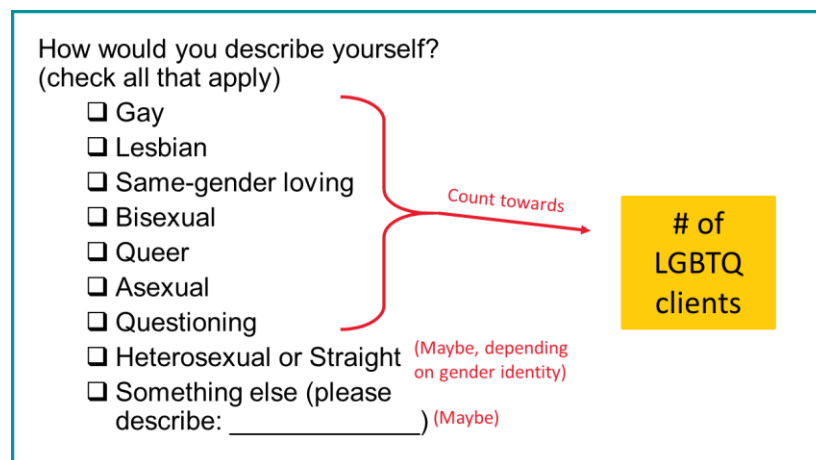 How would you describe yourself?
(check all that apply)
❑ Gay
❑ Lesbian
❑ Same-gender loving
❑ Bisexual
❑ Queer
❑ Asexual
❑ Questioning
❑ Heterosexual or Straight
❑ Something else (please
describe: _____________)
Count towards
(Maybe, depending
on gender identity)
(Maybe)
# of
LGBTQ
clients